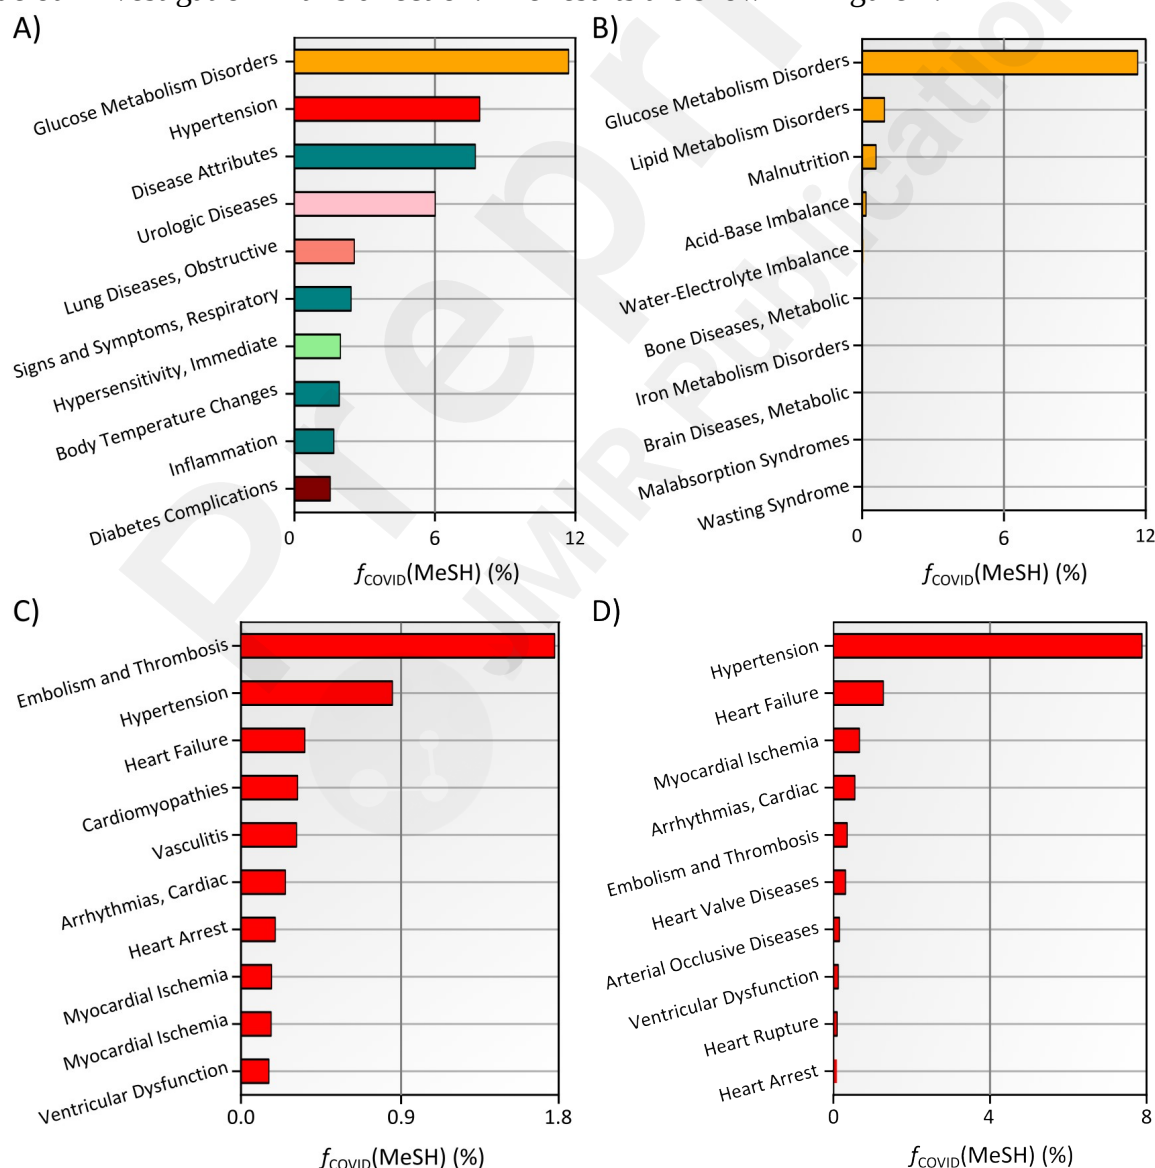 A)
Glucose Metabolism Disorders
Hypertension
Disease Attributes
Urologic Diseases
Lung Diseases, Obstructive
Signs and Symptoms, Respiratory
Hypersensitivity, Immediate
Body Temperature Changes
Inflammation
Diabetes Complications
0 6 12
fCOVID(MeSH) (%)
B)
Glucose Metabolism Disorders
Lipid Metabolism Disorders
Malnutrition
Acid-Base Imbalance
Water-Electrolyte Imbalance
Bone Diseases, Metabolic
Iron Metabolism Disorders
Brain Diseases, Metabolic
Malabsorption Syndromes
Wasting Syndrome
0 6 12
fCOVID(MeSH) (%)
C)
Embolism and Thrombosis
Hypertension
Heart Failure
Cardiomyopathies
Vasculitis
Arrhythmias, Cardiac
Heart Arrest
Myocardial Ischemia
Myocardial Ischemia
Ventricular Dysfunction
0.0 0.9 1.8
fCOVID(MeSH) (%)
D)
Hypertension
Heart Failure
Myocardial Ischemia
Arrhythmias, Cardiac
Embolism and Thrombosis
Heart Valve Diseases
Arterial Occlusive Diseases
Ventricular Dysfunction
Heart Rupture
Heart Arrest
0 4 8
fCOVID(MeSH) (%)
JMIR Publication